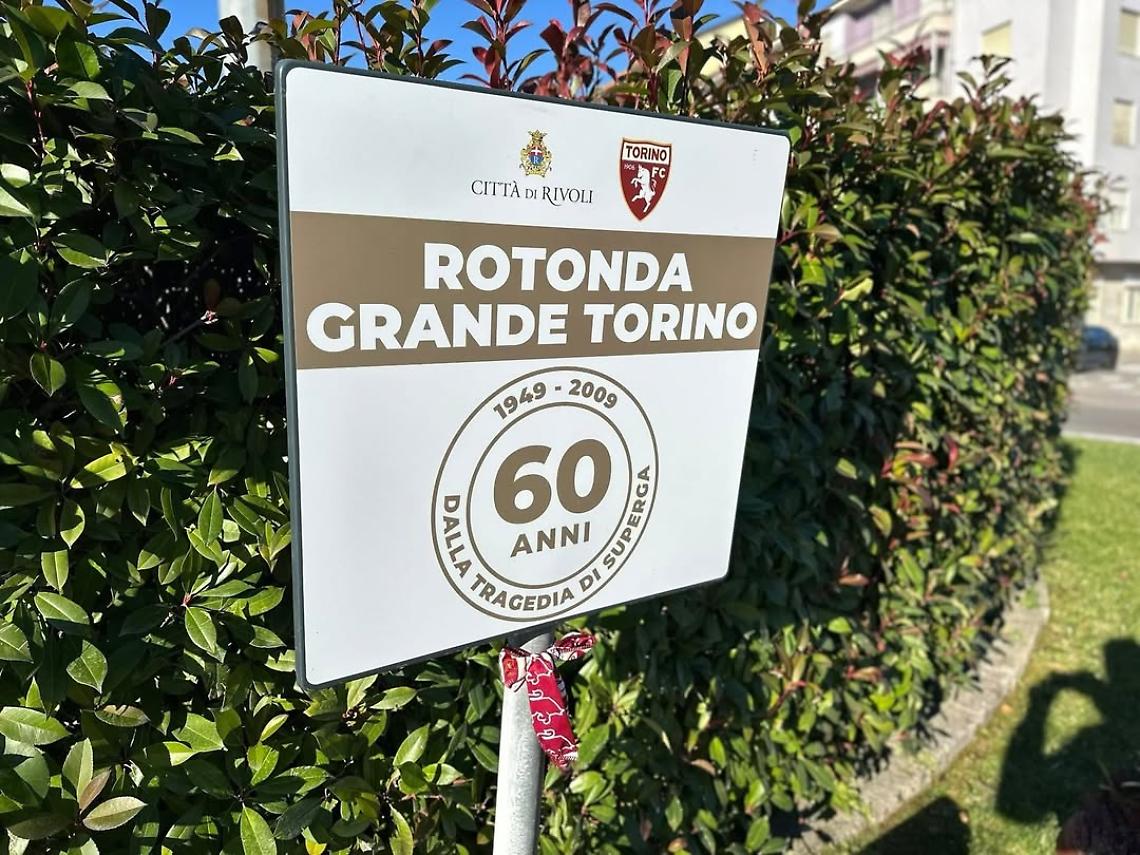 CITTÀ DI RIVOLI
TORINO
1906 FC
ROTONDA
GRANDE TORINO
1949 - 2009
60
ANNI
DALLA TRAGEDIA DI SUPERGA